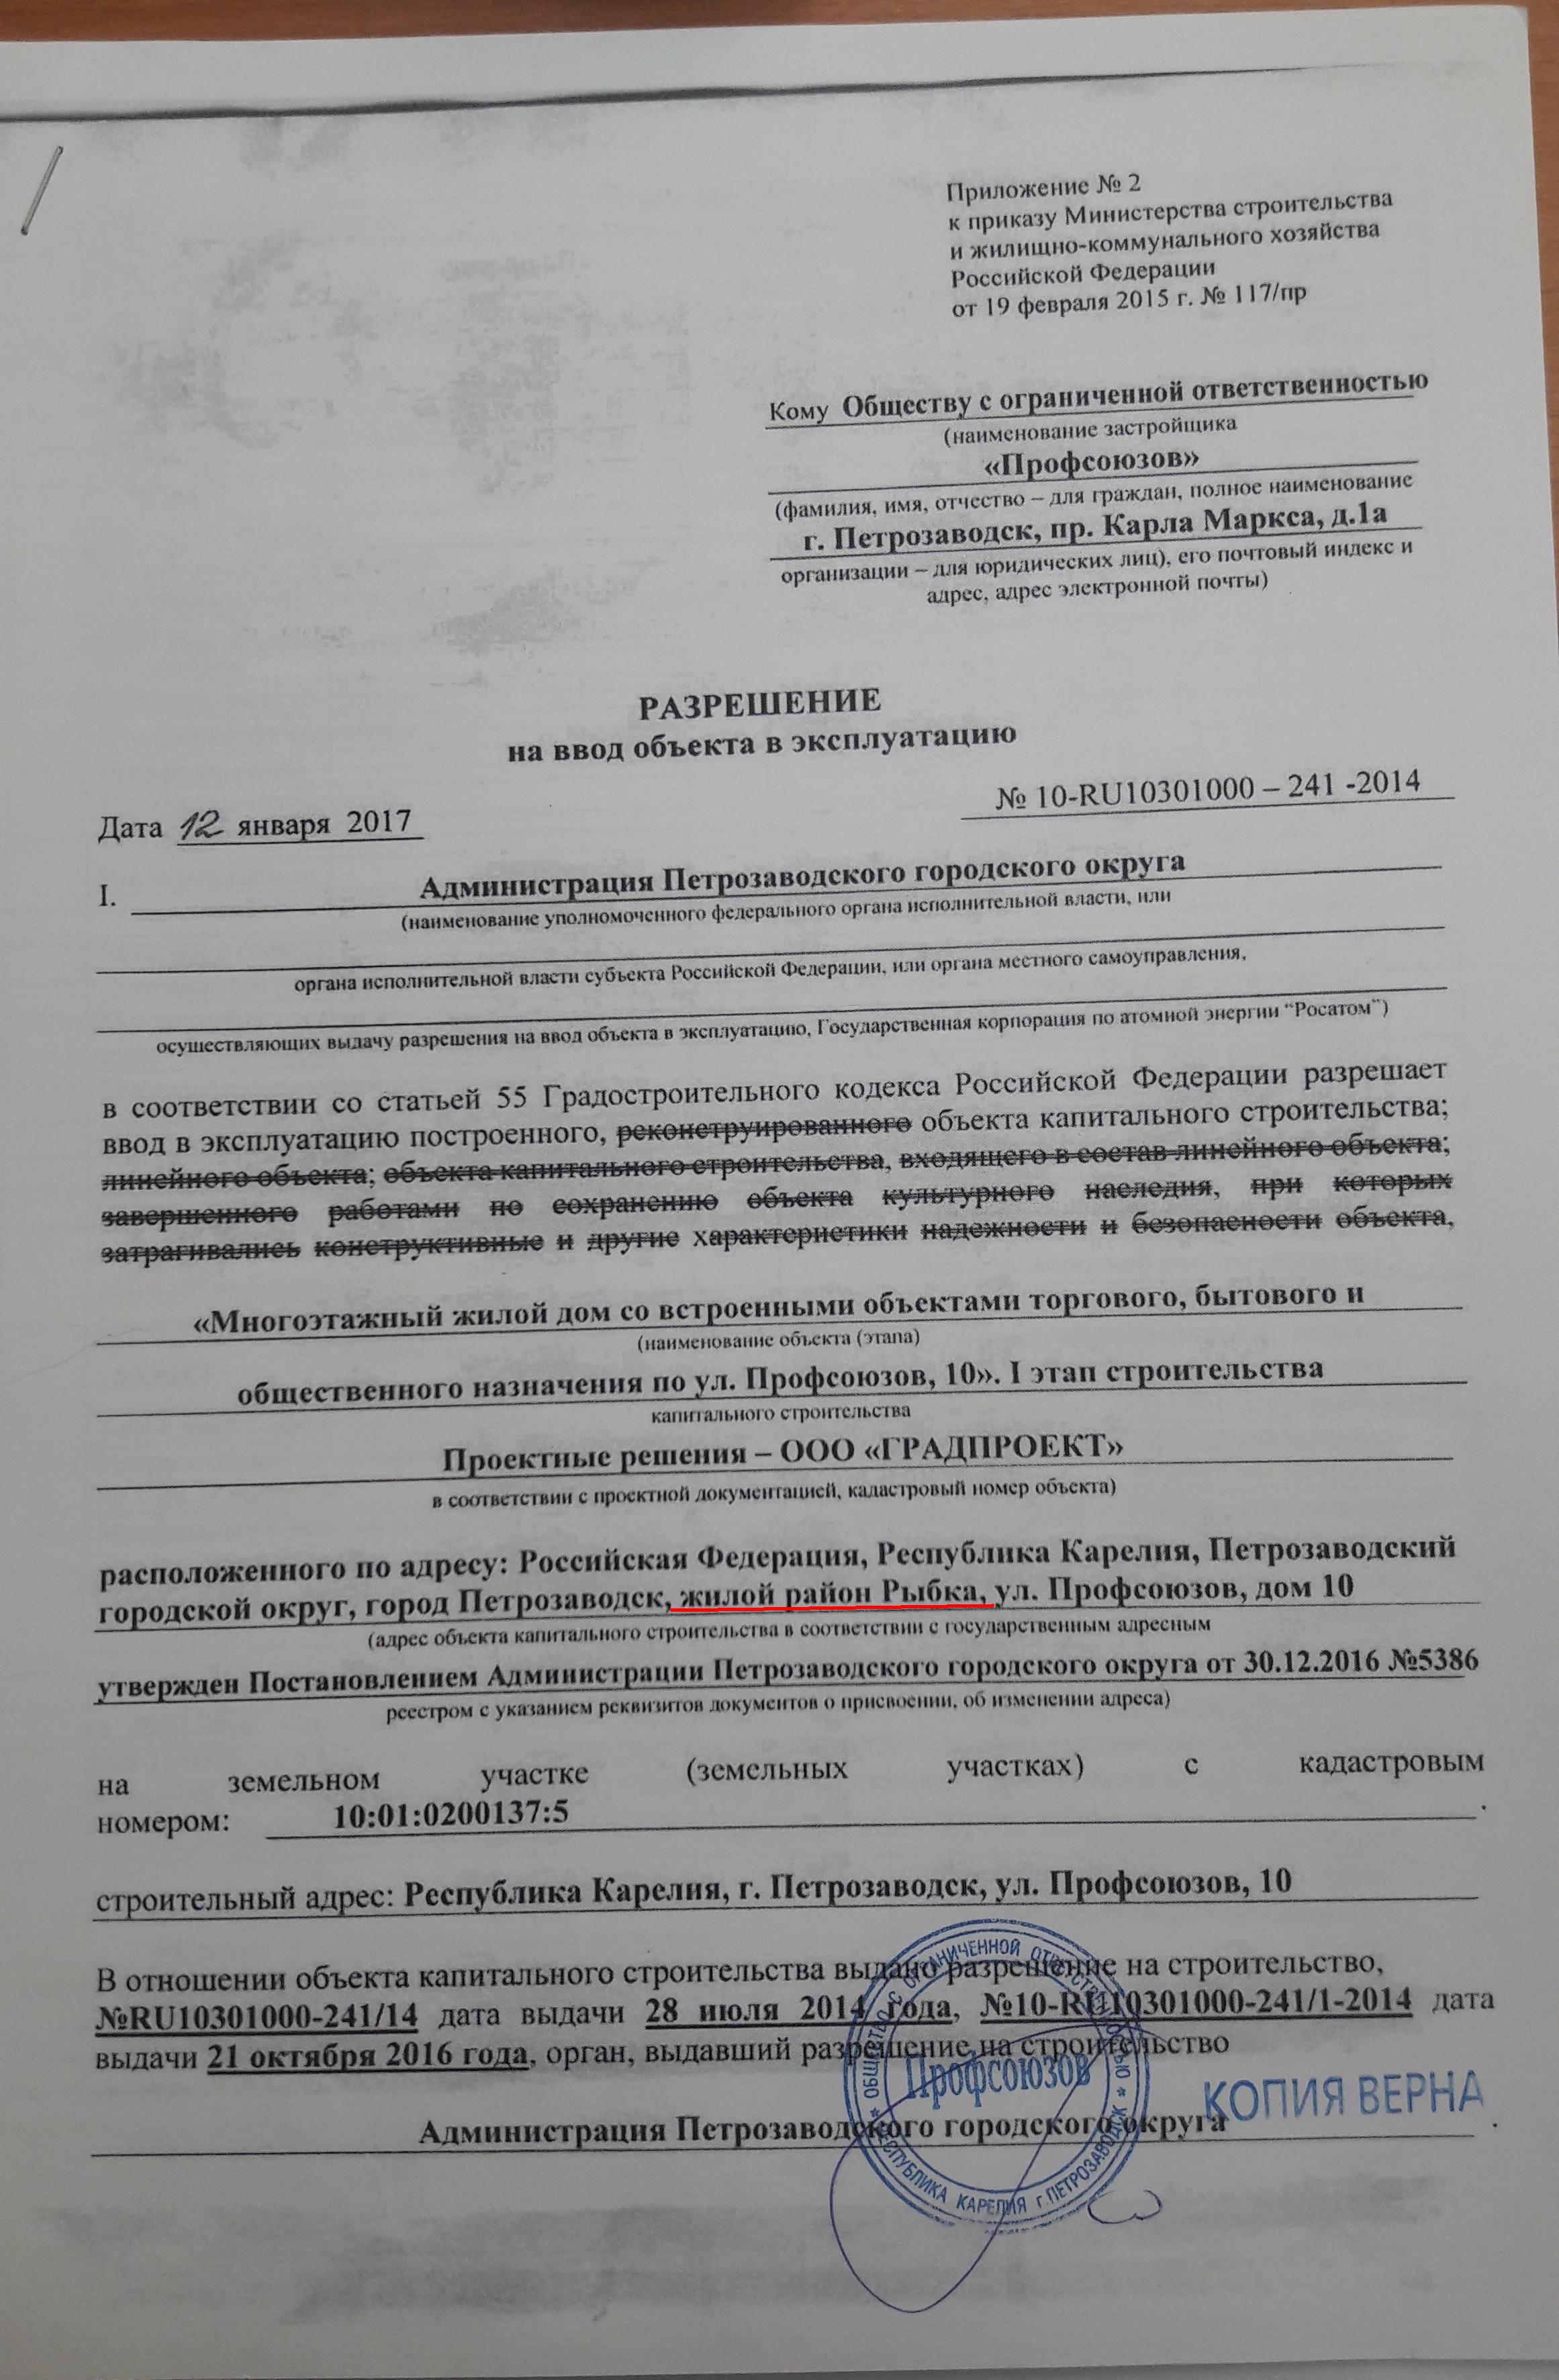 Приложение № 2
к приказу Министерства строительства
и жилищно-коммунального хозяйства
Российской Федерации
от 19 февраля 2015 г. № 117/пр
Кому Обществу с ограниченной ответственностью
(наименование застройщика
«Профсоюзов»
(фамилия, имя, отчество – для граждан, полное наименование
г. Петрозаводск, пр. Карла Маркса, д.1а
организации – для юридических лиц), его почтовый индекс и
адрес, адрес электронной почты)
РАЗРЕШЕНИЕ
на ввод объекта в эксплуатацию
Дата 12 января 2017
№ 10-RU10301000 – 241 -2014
I. Администрация Петрозаводского городского округа
(наименование уполномоченного федерального органа исполнительной власти, или
органа исполнительной власти субъекта Российской Федерации, или органа местного самоуправления,
осуществляющих выдачу разрешения на ввод объекта в эксплуатацию, Государственная корпорация по атомной энергии “Росатом”)
в соответствии со статьей 55 Градостроительного кодекса Российской Федерации разрешает
ввод в эксплуатацию построенного, реконструированного объекта капитального строительства;
линейного объекта; объекта капитального строительства, входящего в состав линейного объекта;
завершенного работами по сохранению объекта культурного наследия, при которых
затрагивались конструктивные и другие характеристики надежности и безопасности объекта,
«Многоэтажный жилой дом со встроенными объектами торгового, бытового и
(наименование объекта (этапа)
общественного назначения по ул. Профсоюзов, 10». I этап строительства
капитального строительства
Проектные решения – ООО «ГРАДПРОЕКТ»
в соответствии с проектной документацией, кадастровый номер объекта)
расположенного по адресу: Российская Федерация, Республика Карелия, Петрозаводский
городской округ, город Петрозаводск, жилой район Рыбка, ул. Профсоюзов, дом 10
(адрес объекта капитального строительства в соответствии с государственным адресным
утвержден Постановлением Администрации Петрозаводского городского округа от 30.12.2016 №5386
реестром с указанием реквизитов документов о присвоении, об изменении адреса)
на земельном участке (земельных участках) с кадастровым
номером: 10:01:0200137:5.
строительный адрес: Республика Карелия, г. Петрозаводск, ул. Профсоюзов, 10
В отношении объекта капитального строительства выдано разрешение на строительство,
№RU10301000-241/14 дата выдачи 28 июля 2014 года, №10-RU10301000-241/1-2014 дата
выдачи 21 октября 2016 года, орган, выдавший разрешение на строительство
Администрация Петрозаводского городского округа.
ОБЩЕСТВО С ОГРАНИЧЕННОЙ ОТВЕТСТВЕННОСТЬЮ
Профсоюзов
РЕСПУБЛИКА КАРЕЛИЯ г.ПЕТРОЗАВОДСК
КОПИЯ ВЕРНА